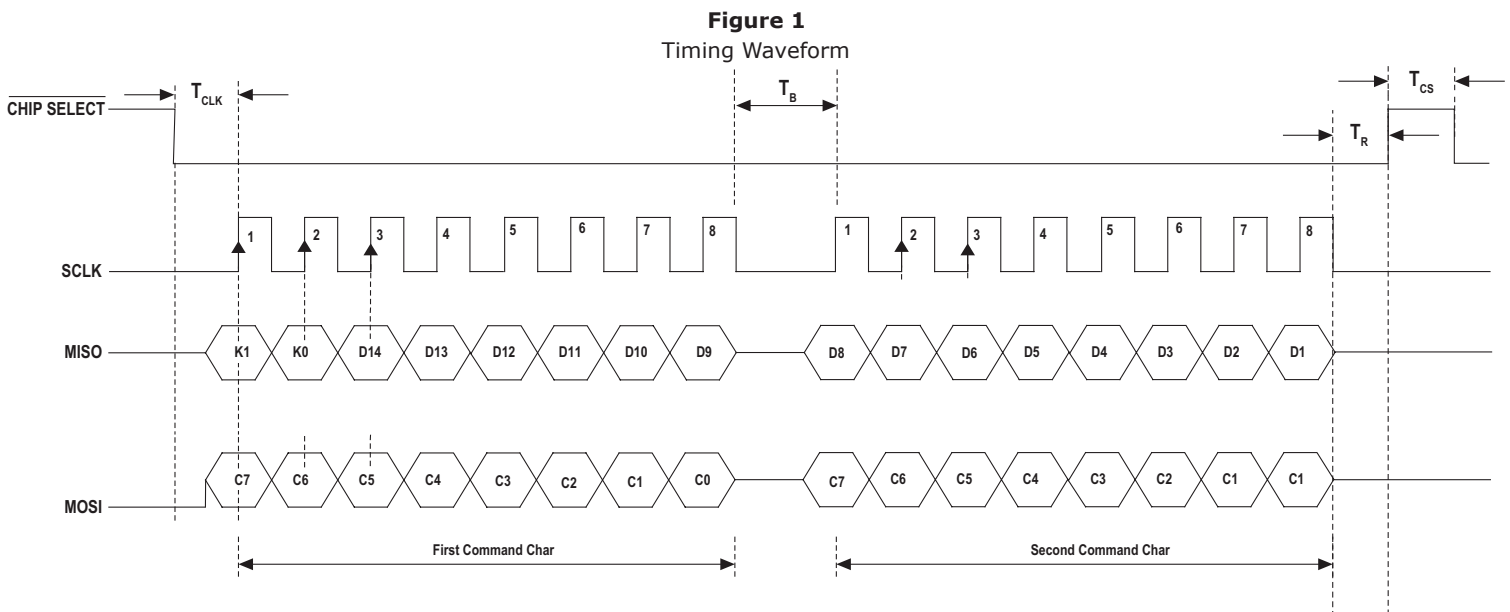 Figure 1
Timing Waveform
TCLK
TB
TCS
CHIP SELECT
TR
1 2 3 4 5 6 7 8 1 2 3 4 5 6 7 8
SCLK
MISO K1 K0 D14 D13 D12 D11 D10 D9 D8 D7 D6 D5 D4 D3 D2 D1
MOSI C7 C6 C5 C4 C3 C2 C1 C0 C7 C6 C5 C4 C3 C2 C1 C1
First Command Char
Second Command Char